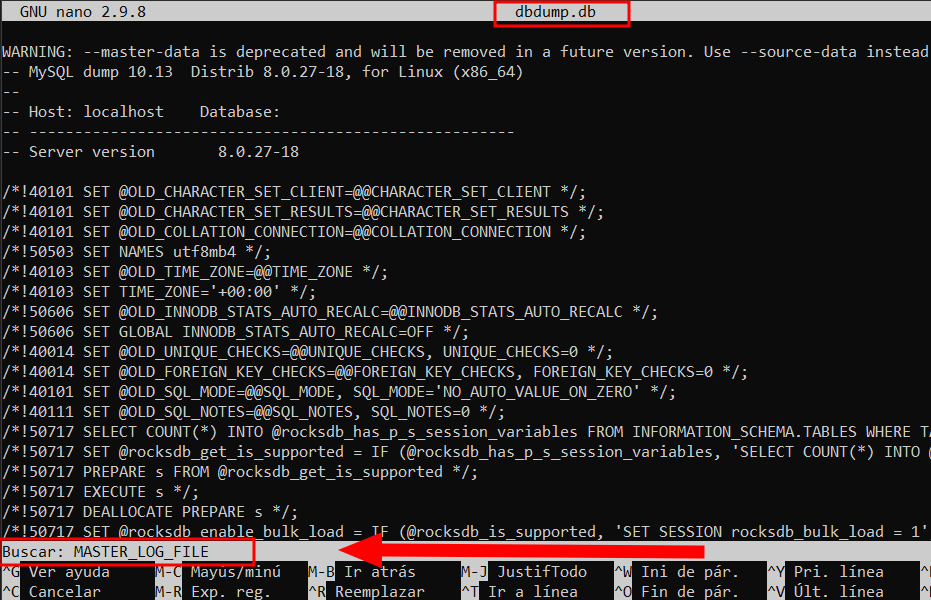 GNU nano 2.9.8 dbdump.db
WARNING: --master-data is deprecated and will be removed in a future version. Use --source-data instead
-- MySQL dump 10.13  Distrib 8.0.27-18, for Linux (x86_64)
--
-- Host: localhost    Database:
-- ------------------------------------------------------
-- Server version       8.0.27-18
/*!40101 SET @OLD_CHARACTER_SET_CLIENT=@@CHARACTER_SET_CLIENT */;
/*!40101 SET @OLD_CHARACTER_SET_RESULTS=@@CHARACTER_SET_RESULTS */;
/*!40101 SET @OLD_COLLATION_CONNECTION=@@COLLATION_CONNECTION */;
/*!50503 SET NAMES utf8mb4 */;
/*!40103 SET @OLD_TIME_ZONE=@@TIME_ZONE */;
/*!40103 SET TIME_ZONE='+00:00' */;
/*!50606 SET @OLD_INNODB_STATS_AUTO_RECALC=@@INNODB_STATS_AUTO_RECALC */;
/*!50606 SET GLOBAL INNODB_STATS_AUTO_RECALC=OFF */;
/*!40014 SET @OLD_UNIQUE_CHECKS=@@UNIQUE_CHECKS, UNIQUE_CHECKS=0 */;
/*!40014 SET @OLD_FOREIGN_KEY_CHECKS=@@FOREIGN_KEY_CHECKS, FOREIGN_KEY_CHECKS=0 */;
/*!40101 SET @OLD_SQL_MODE=@@SQL_MODE, SQL_MODE='NO_AUTO_VALUE_ON_ZERO' */;
/*!40111 SET @OLD_SQL_NOTES=@@SQL_NOTES, SQL_NOTES=0 */;
/*!50717 SELECT COUNT(*) INTO @rocksdb_has_p_s_session_variables FROM INFORMATION_SCHEMA.TABLES WHERE
/*!50717 SET @rocksdb_get_is_supported = IF (@rocksdb_has_p_s_session_variables, 'SELECT COUNT(*) INTO
/*!50717 PREPARE s FROM @rocksdb_get_is_supported */;
/*!50717 EXECUTE s */;
/*!50717 DEALLOCATE PREPARE s */;
/*!50717 SET @rocksdb_enable_bulk_load = IF (@rocksdb_is_supported, 'SET SESSION rocksdb_bulk_load = 1'
Buscar: MASTER_LOG_FILE
^G Ver ayuda M-C Mayús/minú M-B Ir atrás M-J JustifTodo ^W Ini de pár. ^Y Pri. línea
^C Cancelar M-R Exp. reg. ^R Reemplazar ^T Ir a línea ^O Fin de pár. ^V Últ. línea